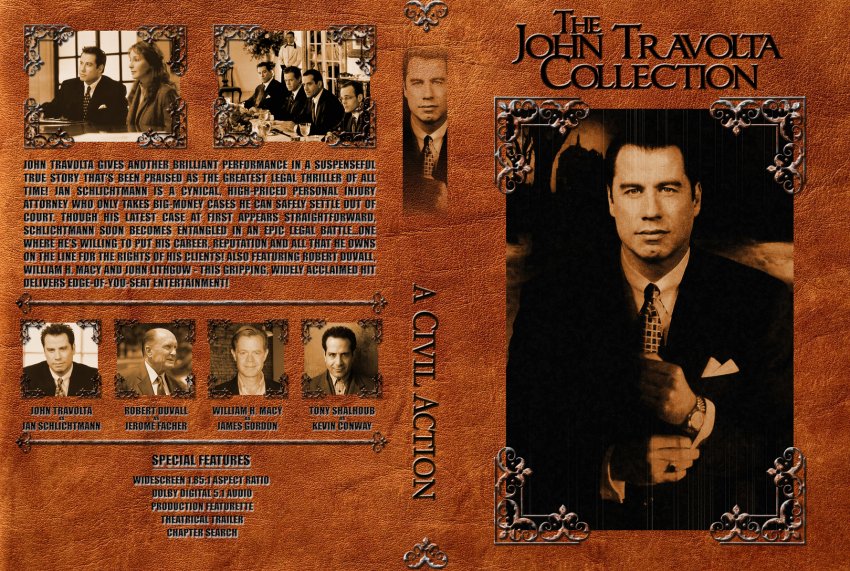 JOHN TRAVOLTA GIVES ANOTHER BRILLIANT PERFORMANCE IN A SUSPENSEFUL
TRUE STORY THAT'S BEEN PRAISED AS THE GREATEST LEGAL THRILLER OF ALL
TIME! JAN SCHLICHTMANN IS A CYNICAL, HIGH-PRICED PERSONAL INJURY
ATTORNEY WHO ONLY TAKES BIG-MONEY CASES HE CAN SAFELY SETTLE OUT OF
COURT. THOUGH HIS LATEST CASE AT FIRST APPEARS STRAIGHTFORWARD,
SCHLICHTMANN SOON BECOMES ENTANGLED IN AN EPIC LEGAL BATTLE...ONE
WHERE HE'S WILLING TO PUT HIS CAREER, REPUTATION AND ALL THAT HE OWNS
ON THE LINE FOR THE RIGHTS OF HIS CLIENTS! ALSO FEATURING ROBERT DUVALL,
WILLIAM H. MACY AND JOHN LITHGOW - THIS GRIPPING, WIDELY ACCLAIMED HIT
DELIVERS EDGE-OF-YOU-SEAT ENTERTAINMENT!
JOHN TRAVOLTA
AS
JAN SCHLICHTMANN
ROBERT DUVALL
AS
JEROME FACHER
WILLIAM H. MACY
AS
JAMES GORDON
TONY SHALHOUB
AS
KEVIN CONWAY
SPECIAL FEATURES
WIDESCREEN 1.85:1 ASPECT RATIO
DOLBY DIGITAL 5.1 AUDIO
PRODUCTION FEATURETTE
THEATRICAL TRAILER
CHAPTER SEARCH
A CIVIL ACTION
THE
JOHN TRAVOLTA
COLLECTION